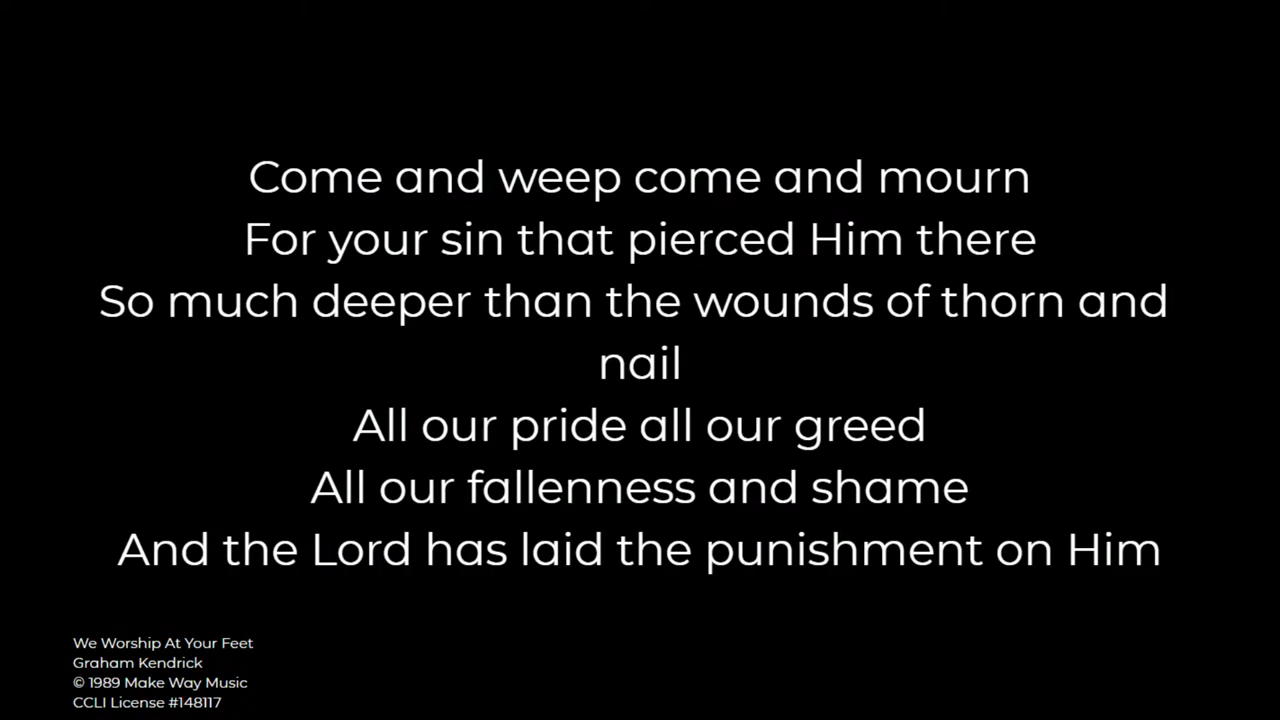 Come and weep come and mourn
For your sin that pierced Him there
So much deeper than the wounds of thorn and
nail
All our pride all our greed
All our fallenness and shame
And the Lord has laid the punishment on Him
We Worship At Your Feet
Graham Kendrick
© 1989 Make Way Music
CCLI License #148117